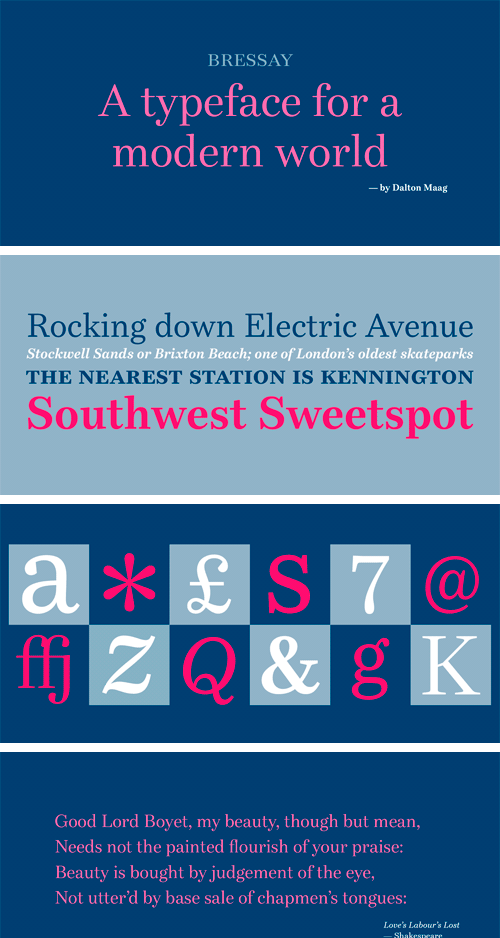 BRESSAY
A typeface for a
modern world
— by Dalton Maag
Rocking down Electric Avenue
Stockwell Sands or Brixton Beach; one of London’s oldest skateparks
THE NEAREST STATION IS KENNINGTON
Southwest Sweetspot
a * £ s 7 @
ffj z Q & g K
Good Lord Boyet, my beauty, though but mean,
Needs not the painted flourish of your praise:
Beauty is bought by judgement of the eye,
Not utter’d by base sale of chapmen’s tongues:
Love’s Labour’s Lost
— Shakespeare